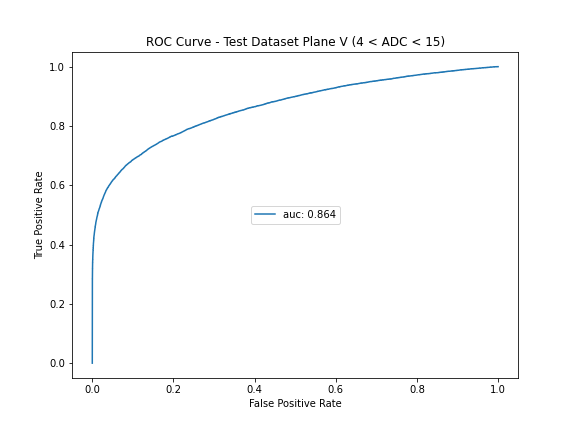 ROC Curve - Test Dataset Plane V (4 < ADC < 15)
1.0
0.8
0.6
0.4
0.2
0.0
True Positive Rate
auc: 0.864
0.0 0.2 0.4 0.6 0.8 1.0
False Positive Rate